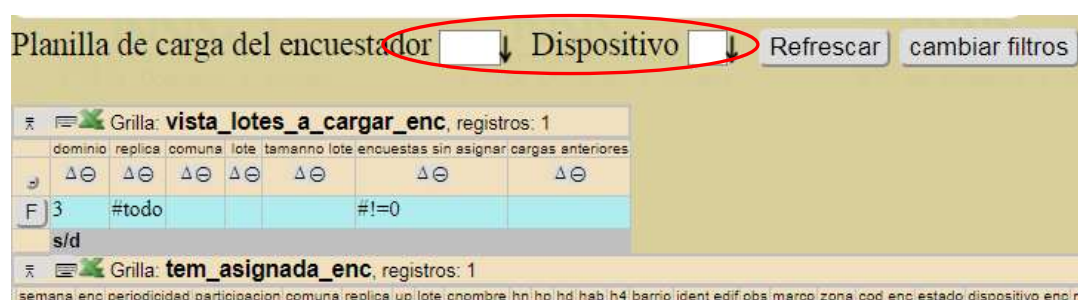 Planilla de carga del encuestador Dispositivo Refrescar cambiar filtros
Grilla: vista_lotes_a_cargar_enc, registros: 1
dominio replica comuna lote tamanno lote encuestas sin asignar cargas anteriores
F 3 #todo #!=0
s/d
Grilla: tem_asignada_enc, registros: 1
semana enc periodicidad participacion comuna replica up lote cnombre hn hp hd hab h4 barrio ident edif obs marco zona cod enc estado dispositivo enc